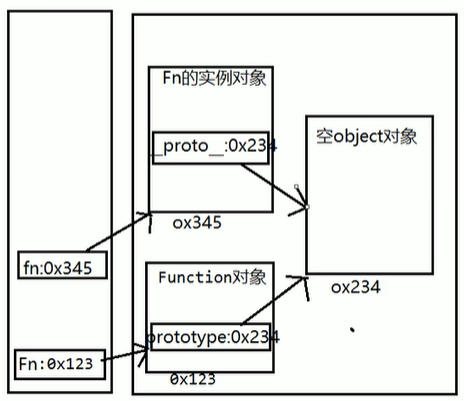 Fn的实例对象
__proto__:0x234
空object对象
ox345
fn:0x345
Function对象
ox234
prototype:0x234
Fn:0x123
0x123